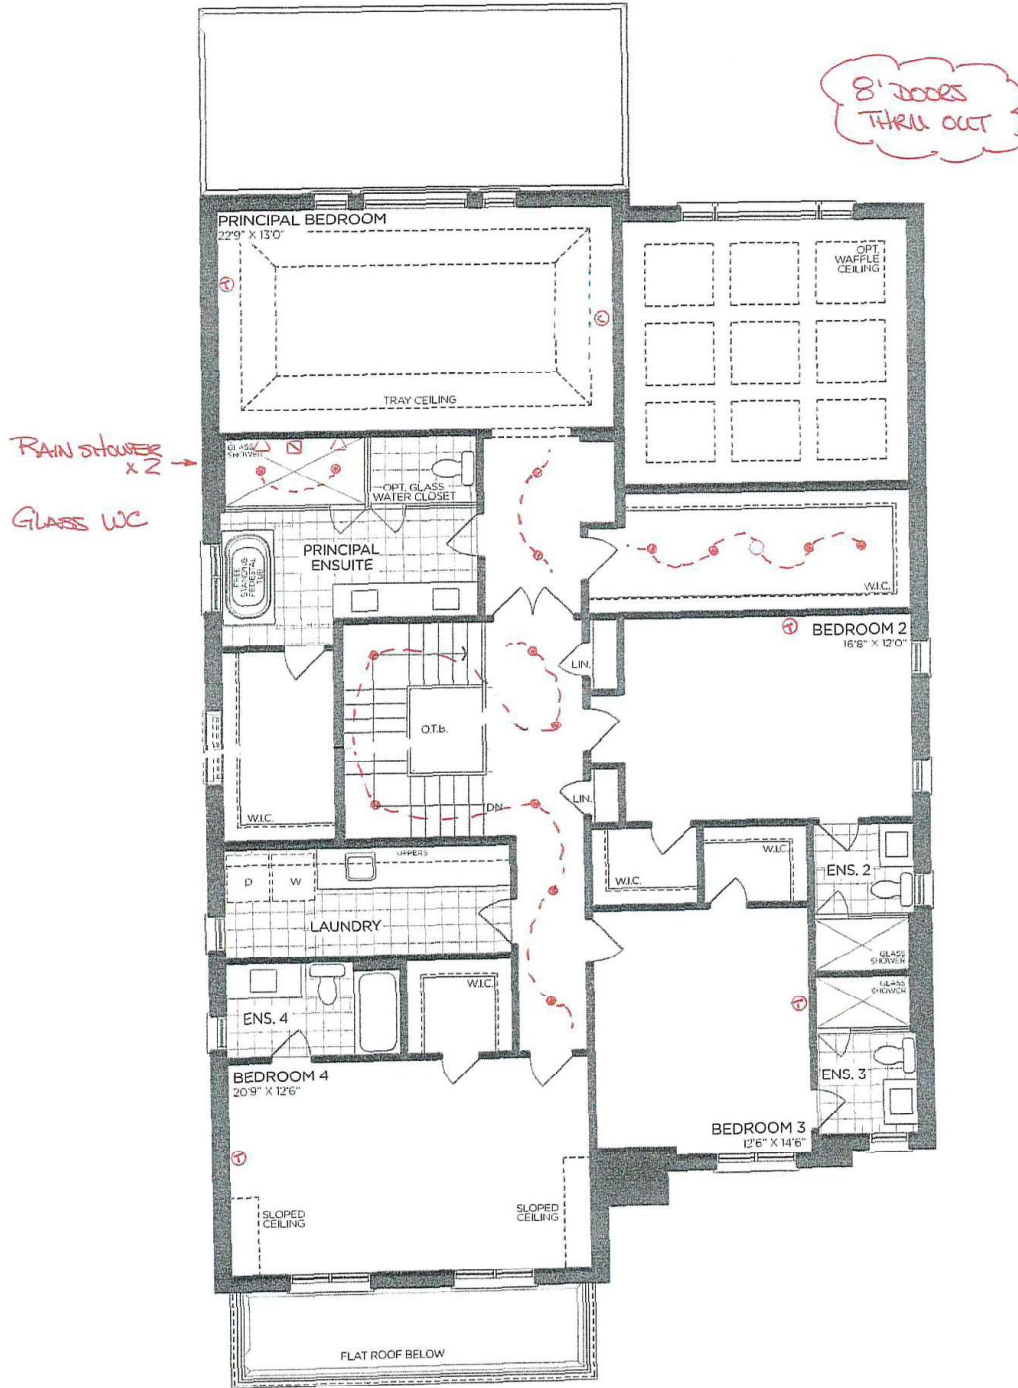 8' DOORS
THRU OUT
PRINCIPAL BEDROOM
22'9" X 13'0"
OPT.
WAFFLE
CEILING
T
TRAY CEILING
RAIN SHOWER
x 2 →
GLASS WC
GLASS
SHOWER
OPT. GLASS
WATER CLOSET
PRINCIPAL
ENSUITE
FREE
STANDING
PEDESTAL
TUB
W.I.C.
T
BEDROOM 2
16'8" X 12'0"
LIN.
O.T.B.
LIN.
DN
W.I.C.
UPPERS
D
W
W.I.C.
W.I.C.
ENS. 2
LAUNDRY
GLASS
SHOWER
GLASS
SHOWER
W.I.C.
T
ENS. 4
ENS. 3
BEDROOM 4
20'9" X 12'6"
BEDROOM 3
12'6" X 14'6"
T
SLOPED
CEILING
SLOPED
CEILING
FLAT ROOF BELOW